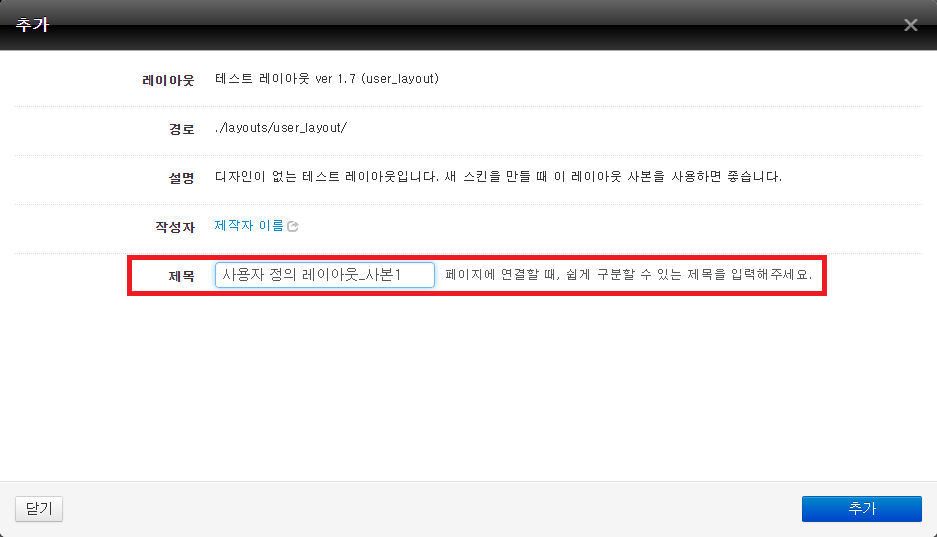 추가
레이아웃 테스트 레이아웃 ver 1.7 (user_layout)
경로 ./layouts/user_layout/
설명 디자인이 없는 테스트 레이아웃입니다. 새 스킨을 만들 때 이 레이아웃 사본을 사용하면 좋습니다.
작성자 제작자 이름
제목 사용자 정의 레이아웃_사본1 페이지에 연결할 때, 쉽게 구분할 수 있는 제목을 입력해주세요.
닫기 추가